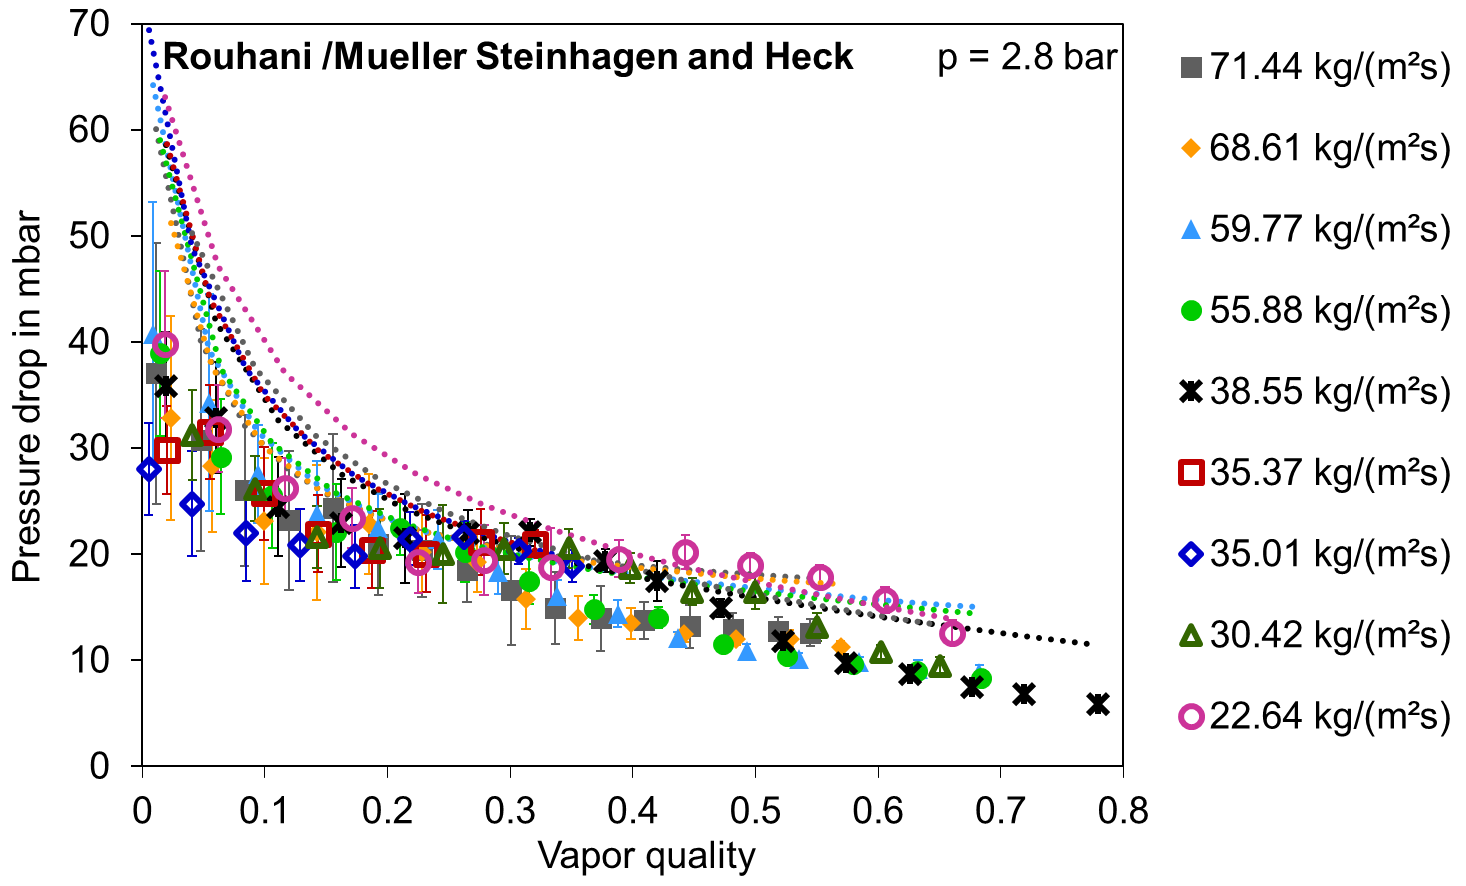 Rouhani /Mueller Steinhagen and Heck
p = 2.8 bar
Pressure drop in mbar
70
60
50
40
30
20
10
0
0 0.1 0.2 0.3 0.4 0.5 0.6 0.7 0.8
Vapor quality
71.44 kg/(m²s)
68.61 kg/(m²s)
59.77 kg/(m²s)
55.88 kg/(m²s)
38.55 kg/(m²s)
35.37 kg/(m²s)
35.01 kg/(m²s)
30.42 kg/(m²s)
22.64 kg/(m²s)